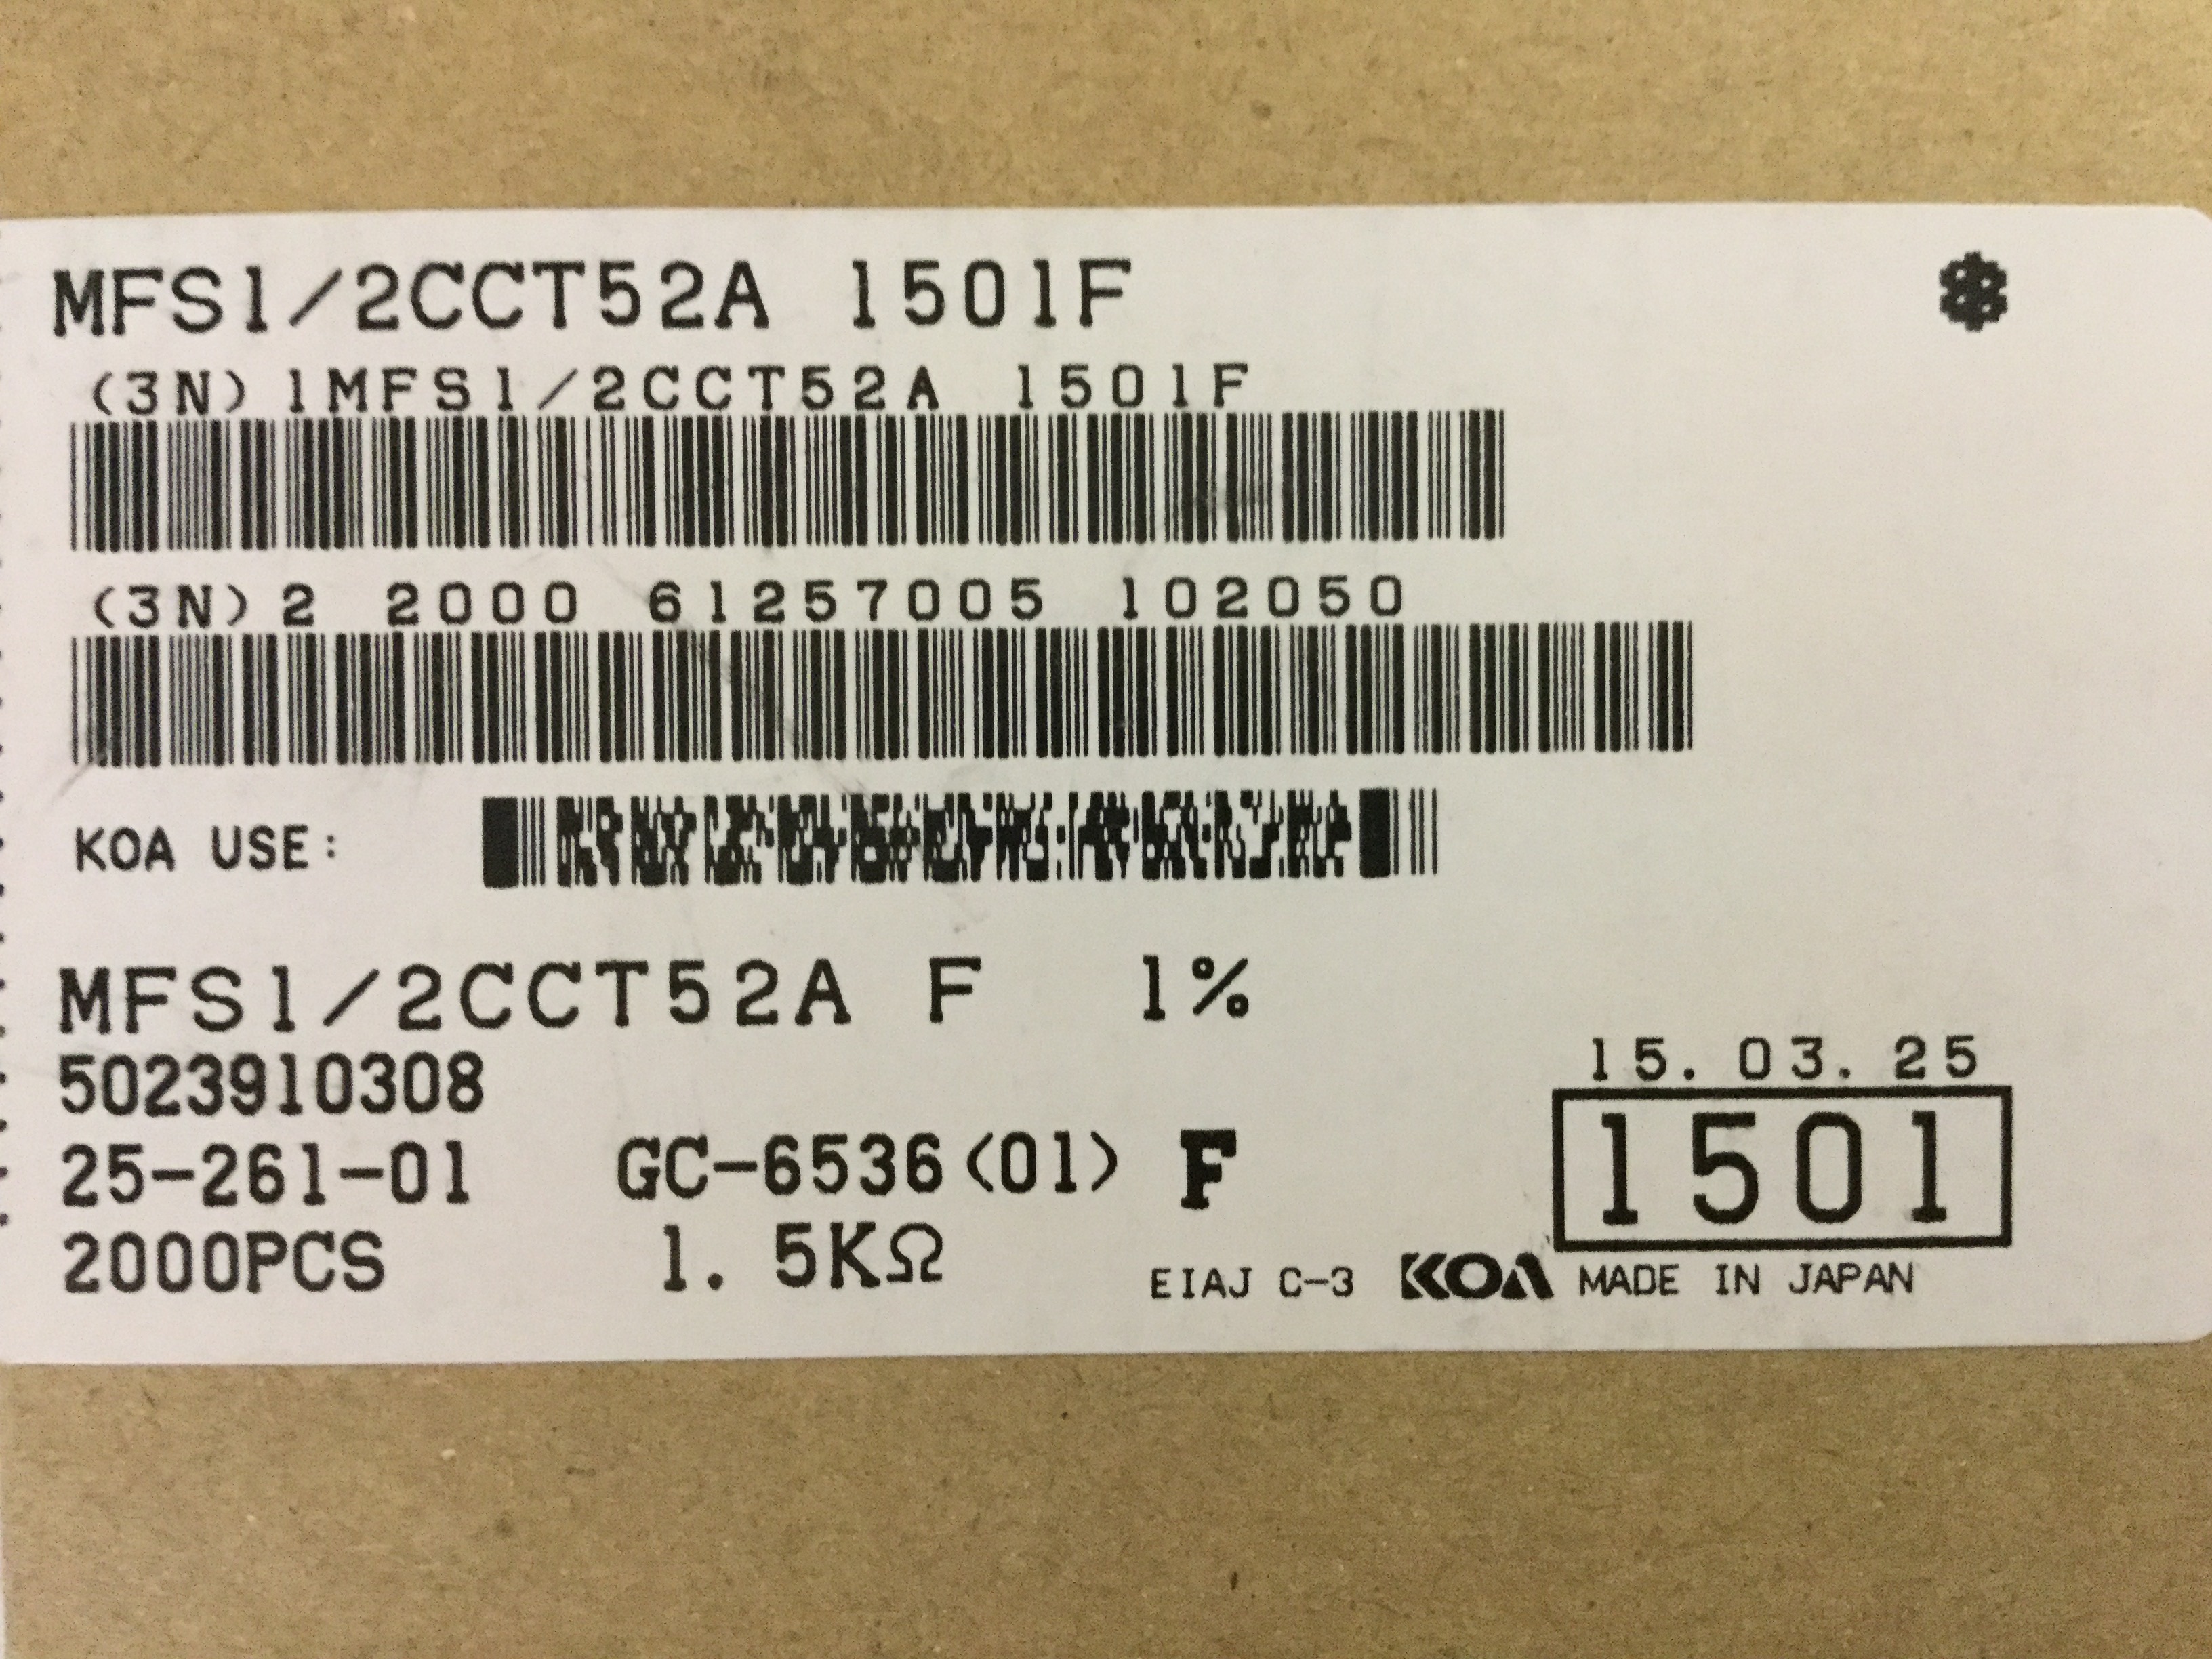 MFS1/2CCT52A 1501F
(3N)1MFS1/2CCT52A 1501F
(3N)2 2000 61257005 102050
KOA USE:
MFS1/2CCT52A F 1%
5023910308
15.03.25
25-261-01 GC-6536(01) F 1501
2000PCS 1.5KΩ
EIAJ C-3 KOA MADE IN JAPAN